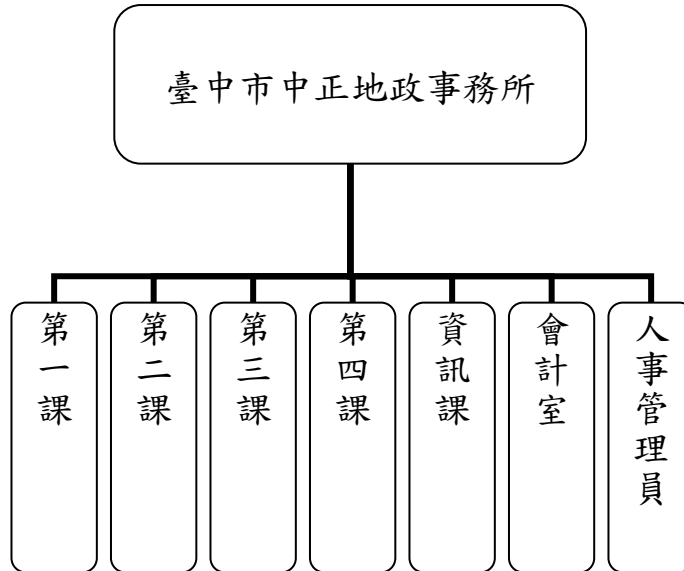 臺中市中正地政事務所
第一課
第二課
第三課
第四課
資訊課
會計室
人事管理員